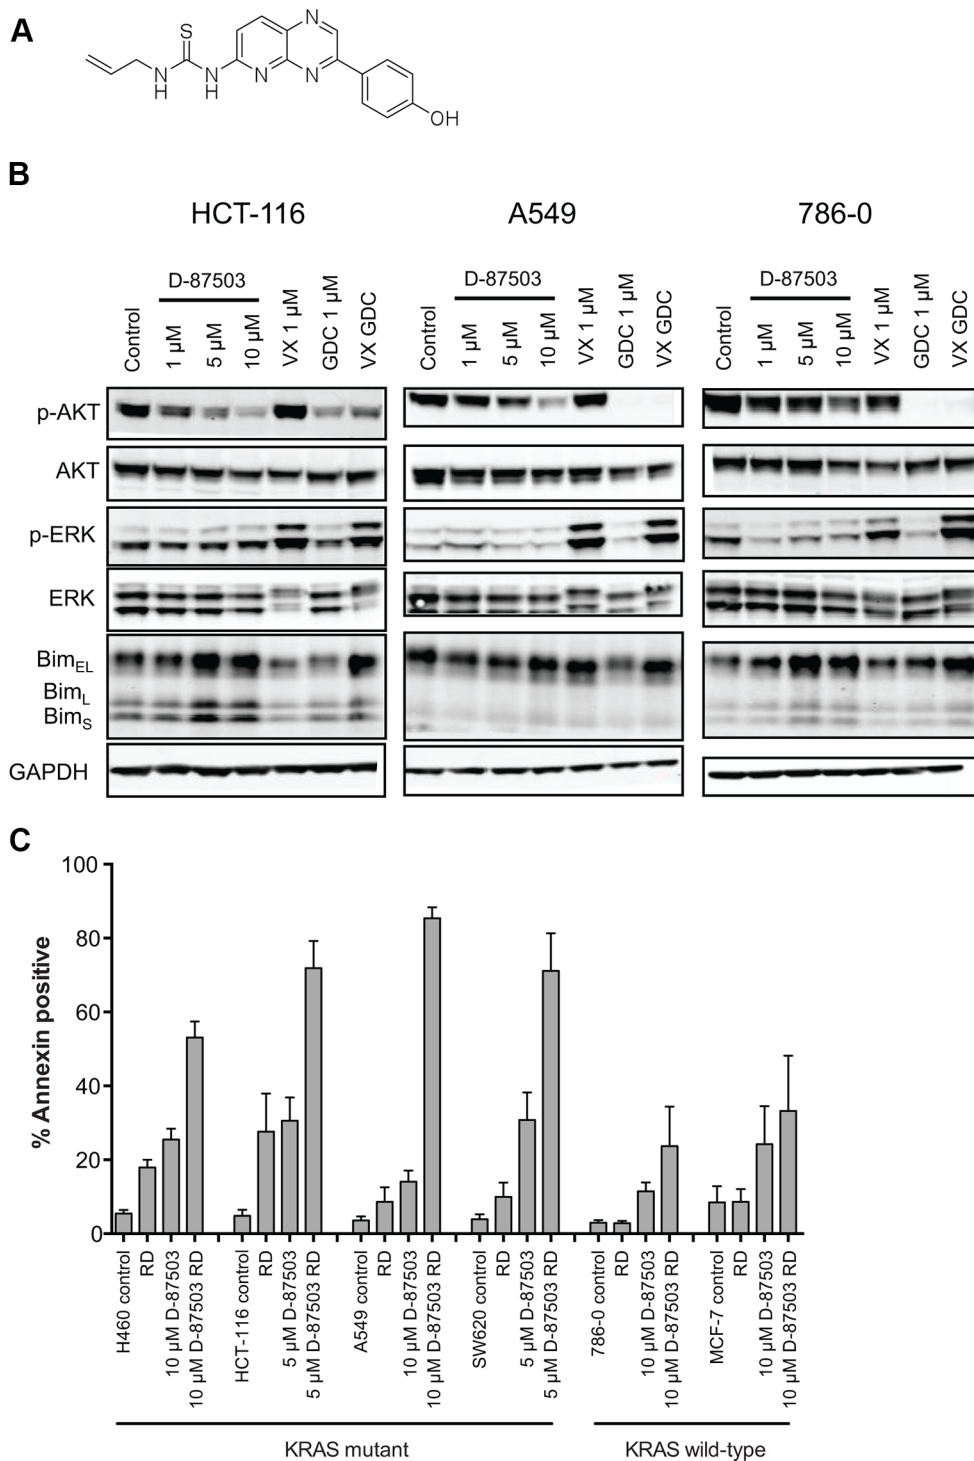 A
S
N
N
H
N
H
N
N
OH
B
HCT-116
A549
786-0
D-87503
D-87503
D-87503
Control
1 µM
5 µM
10 µM
VX 1 µM
GDC 1 µM
VX GDC
Control
1 µM
5 µM
10 µM
VX 1 µM
GDC 1 µM
VX GDC
Control
1 µM
5 µM
10 µM
VX 1 µM
GDC 1 µM
VX GDC
p-AKT
AKT
p-ERK
ERK
BimEL
BimL
BimS
GAPDH
C
% Annexin positive
100
80
60
40
20
0
H460 control
RD
10 µM D-87503
10 µM D-87503 RD
HCT-116 control
RD
5 µM D-87503
5 µM D-87503 RD
A549 control
RD
10 µM D-87503
10 µM D-87503 RD
SW620 control
RD
5 µM D-87503
5 µM D-87503 RD
786-0 control
RD
10 µM D-87503
10 µM D-87503 RD
MCF-7 control
RD
10 µM D-87503
10 µM D-87503 RD
KRAS mutant
KRAS wild-type